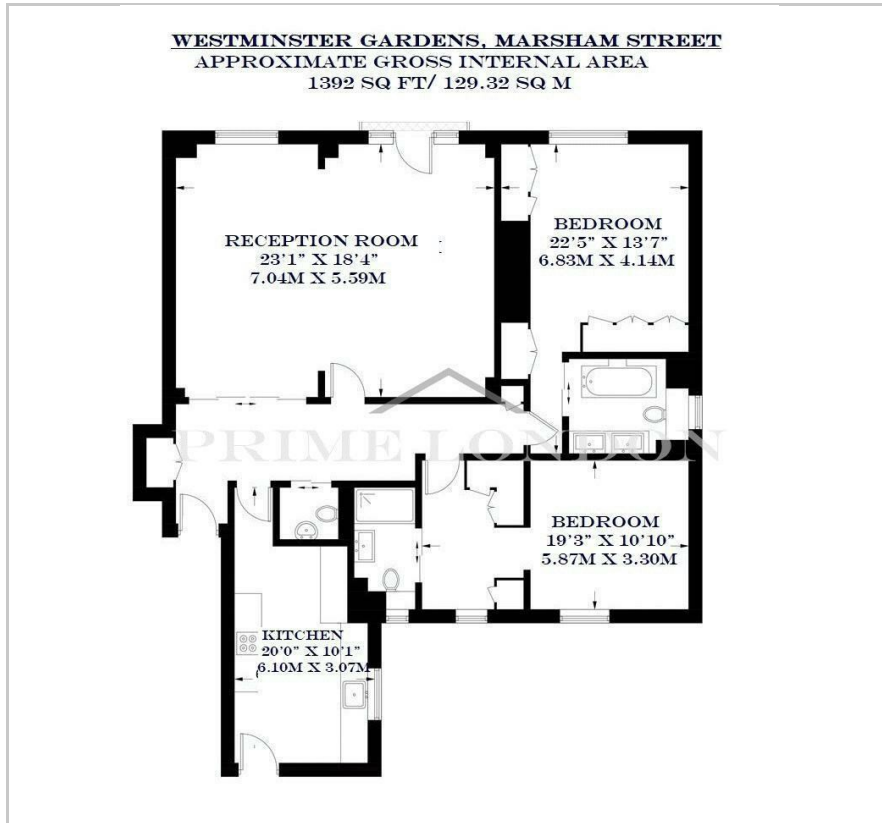 WESTMINSTER GARDENS, MARSHAM STREET
APPROXIMATE GROSS INTERNAL AREA
1392 SQ FT/ 129.32 SQ M
RECEPTION ROOM
23'1" X 18'4"
7.04M X 5.59M
BEDROOM
22'5" X 13'7"
6.83M X 4.14M
PRIME LONDON
BEDROOM
19'3" X 10'10"
5.87M X 3.30M
KITCHEN
20'0" X 10'1"
6.10M X 3.07M